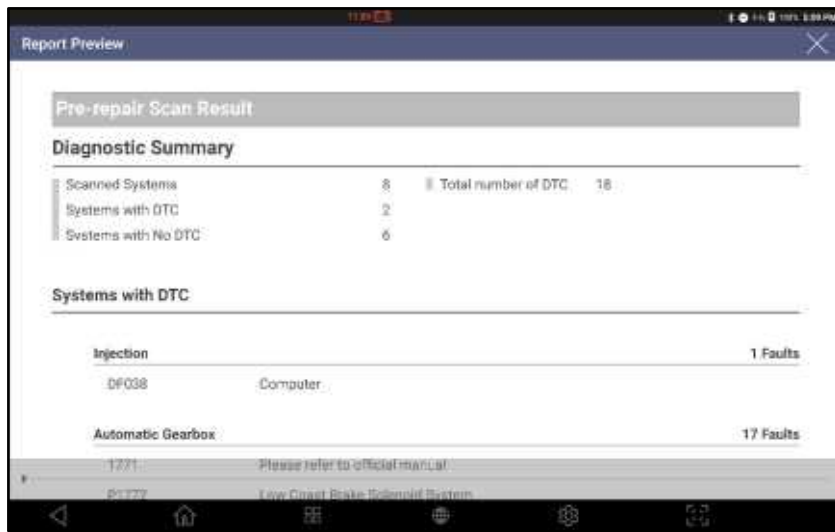 Report Preview
Pre-repair Scan Result
Diagnostic Summary
Scanned Systems 8 Total number of DTC 18
Systems with DTC 2
Systems with No DTC 6
Systems with DTC
Injection 1 Faults
DF038 Computer
Automatic Gearbox 17 Faults
1771 Please refer to official manual
P1772 Low Coast Brake Solenoid System